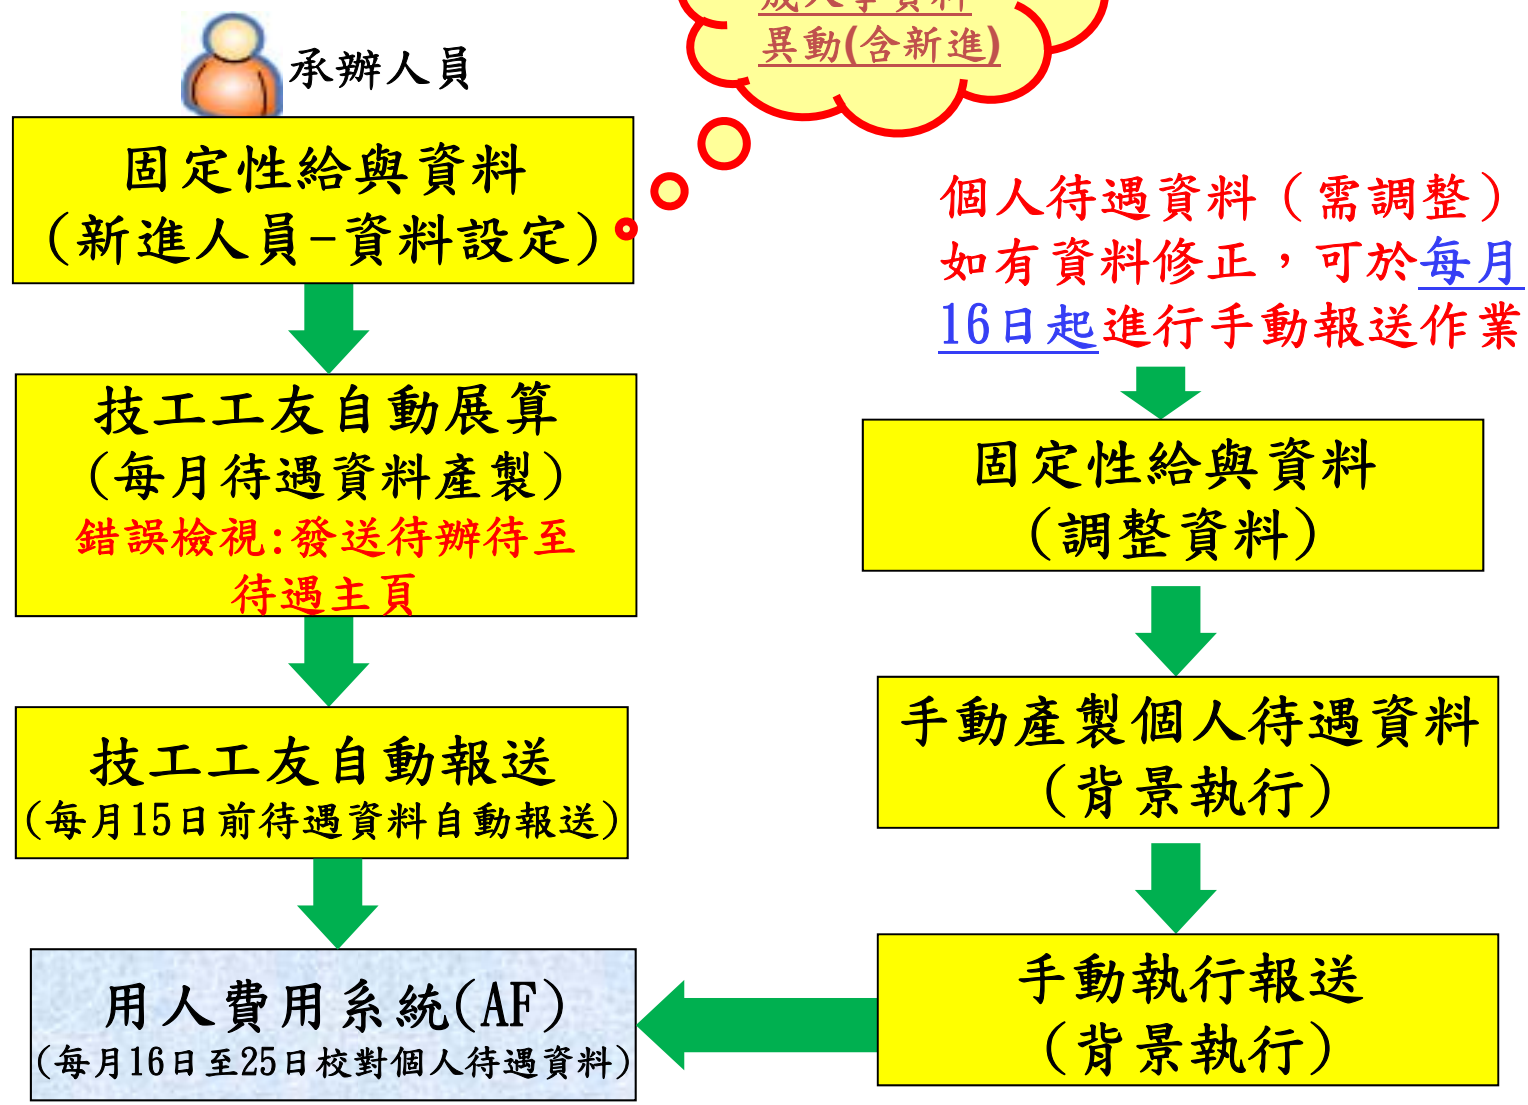 成人事資料
異動(含新進)
承辦人員
固定性給與資料
(新進人員-資料設定)
技工工友自動展算
(每月待遇資料產製)
錯誤檢視:發送待辦待至
待遇主頁
技工工友自動報送
(每月15日前待遇資料自動報送)
用人費用系統(AF)
(每月16日至25日校對個人待遇資料)
個人待遇資料（需調整）
如有資料修正，可於每月
16日起進行手動報送作業
固定性給與資料
(調整資料)
手動產製個人待遇資料
(背景執行)
手動執行報送
(背景執行)